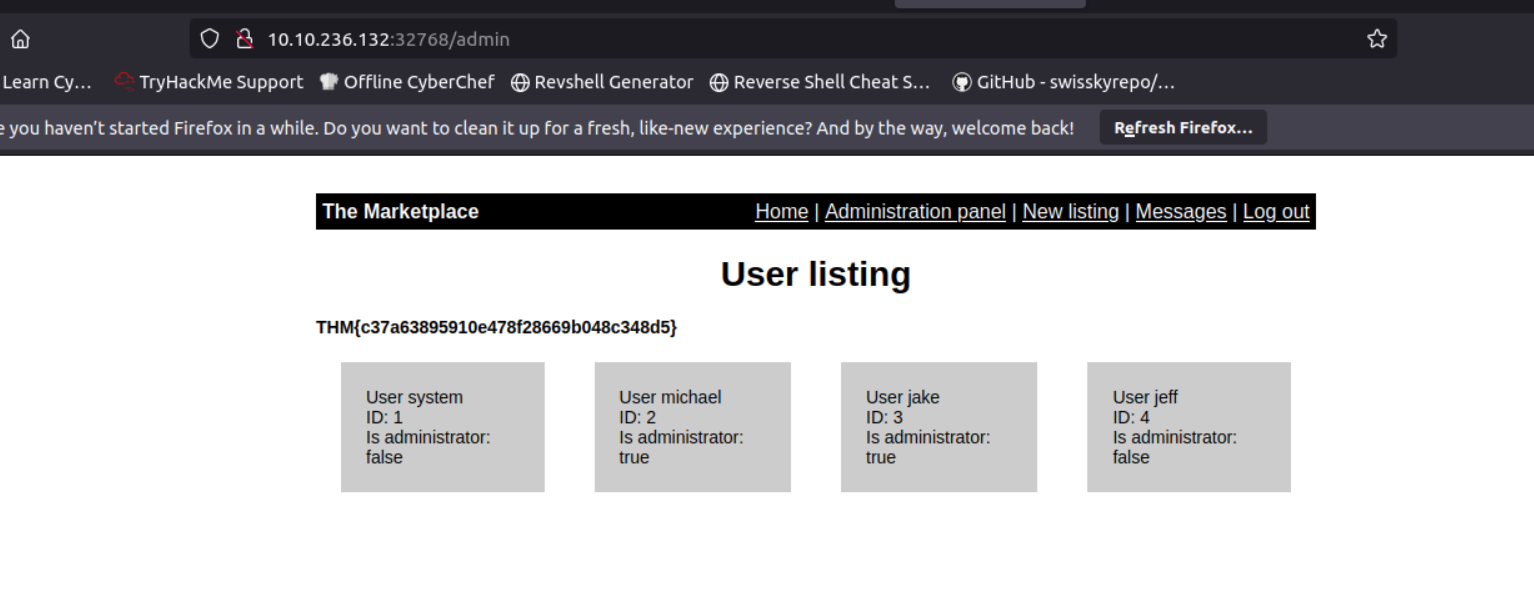 10.10.236.132:32768/admin
Learn Cy... TryHackMe Support Offline CyberChef Revshell Generator Reverse Shell Cheat S... GitHub - swisskyrepo/...
e you haven't started Firefox in a while. Do you want to clean it up for a fresh, like-new experience? And by the way, welcome back! Refresh Firefox...
The Marketplace Home | Administration panel | New listing | Messages | Log out
User listing
THM{c37a63895910e478f28669b048c348d5}
User system
ID: 1
Is administrator:
false
User michael
ID: 2
Is administrator:
true
User jake
ID: 3
Is administrator:
true
User jeff
ID: 4
Is administrator:
false